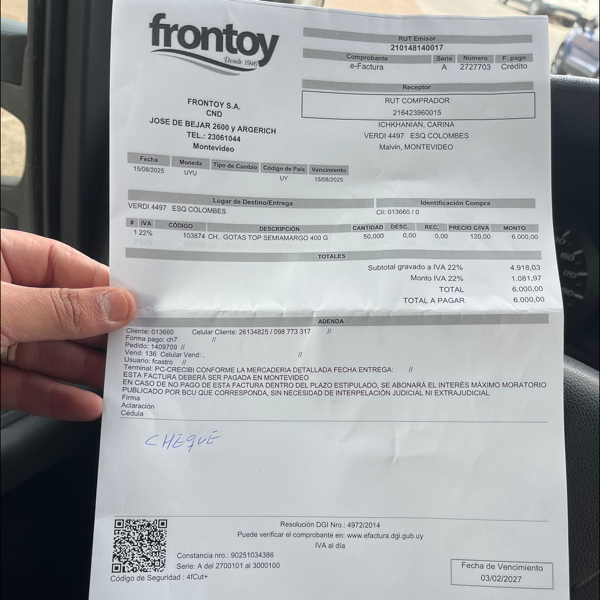 frontoy
Desde 1946
RUT Emisor
210148140017
Comprobante Serie Número F. pago
e-Factura A 2727703 Crédito
Receptor
RUT COMPRADOR
216423960015
ICHKHANIAN, CARINA
VERDI 4497 ESQ COLOMBES
Malvin, MONTEVIDEO
FRONTOY S.A.
CND
JOSE DE BEJAR 2600 y ARGERICH
TEL.: 23061044
Montevideo
Fecha Moneda Tipo de Cambio Código de País Vencimiento
15/08/2025 UYU UY 15/08/2025
Lugar de Destino/Entrega Identificación Compra
VERDI 4497 ESQ COLOMBES Cli: 013660 / 0
# IVA CÓDIGO DESCRIPCIÓN CANTIDAD DESC. REC. PRECIO C/IVA MONTO
1 22% 103874 CH.. GOTAS TOP SEMIAMARGO 400 G 50,000 0,00 0,00 120,00 6.000,00
TOTALES
Subtotal gravado a IVA 22% 4.918,03
Monto IVA 22% 1.081,97
TOTAL 6.000,00
TOTAL A PAGAR 6.000,00
ADENDA
Cliente: 013660 Celular Cliente: 26134825 / 098 773 317 //
Forma pago: ch7 //
Pedido: 1409709 //
Vend: 136 Celular Vend: . //
Usuario: fcastro //
Terminal: PC-CRECIBI CONFORME LA MERCADERIA DETALLADA FECHA ENTREGA: //
ESTA FACTURA DEBERÁ SER PAGADA EN MONTEVIDEO
EN CASO DE NO PAGO DE ESTA FACTURA DENTRO DEL PLAZO ESTIPULADO, SE ABONARÁ EL INTERÉS MÁXIMO MORATORIO
PUBLICADO POR BCU QUE CORRESPONDA, SIN NECESIDAD DE INTERPELACIÓN JUDICIAL NI EXTRAJUDICIAL
Firma
Aclaración
Cédula
CHEQUE
Resolución DGI Nro.: 4972/2014
Puede verificar el comprobante en: www.efactura.dgi.gub.uy
IVA al día
Constancia nro.: 90251034386
Serie: A del 2700101 al 3000100
Código de Seguridad : 4fCut+
Fecha de Vencimiento
03/02/2027